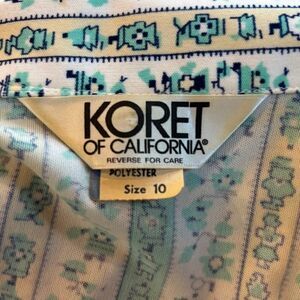 KORET
OF CALIFORNIA®
REVERSE FOR CARE
POLYESTER
Size 10